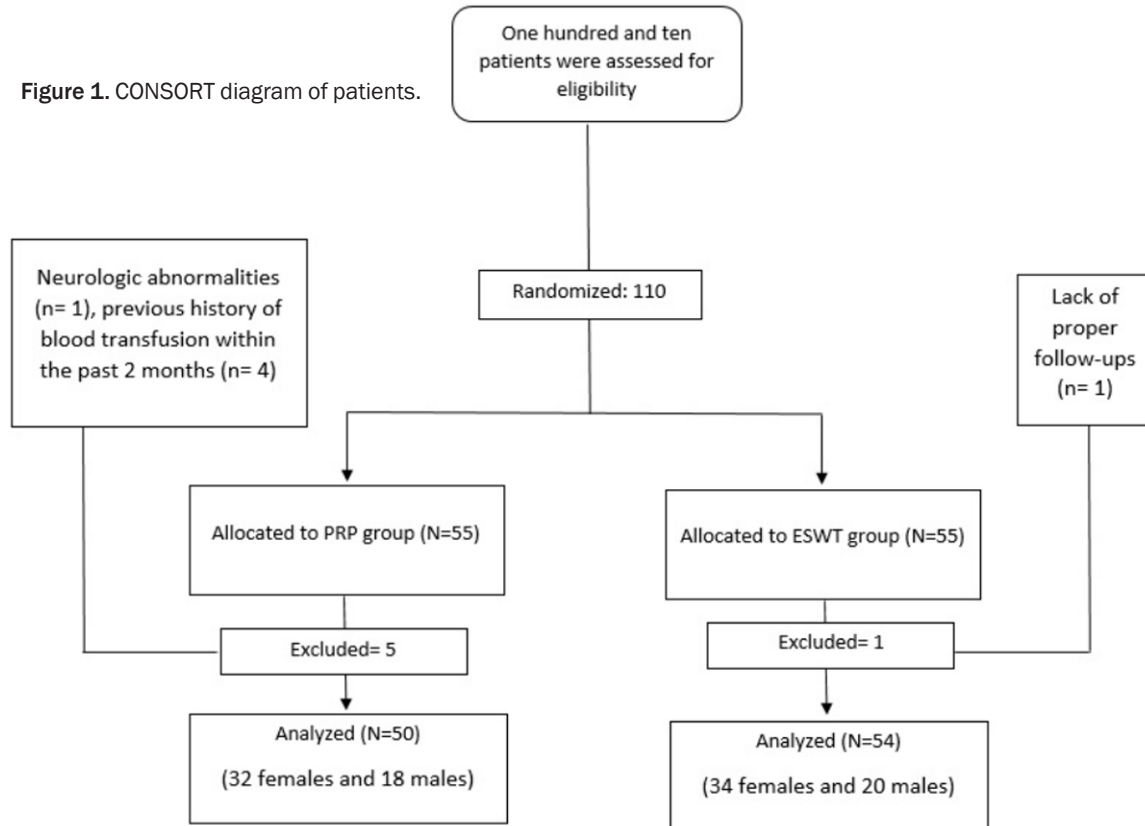 One hundred and ten
patients were assessed for
eligibility
Figure 1. CONSORT diagram of patients.
Neurologic abnormalities
(n= 1), previous history of
blood transfusion within
the past 2 months (n= 4)
Randomized: 110
Lack of
proper
follow-ups
(n= 1)
Allocated to PRP group (N=55)
Allocated to ESWT group (N=55)
Excluded= 5
Excluded= 1
Analyzed (N=50)
(32 females and 18 males)
Analyzed (N=54)
(34 females and 20 males)